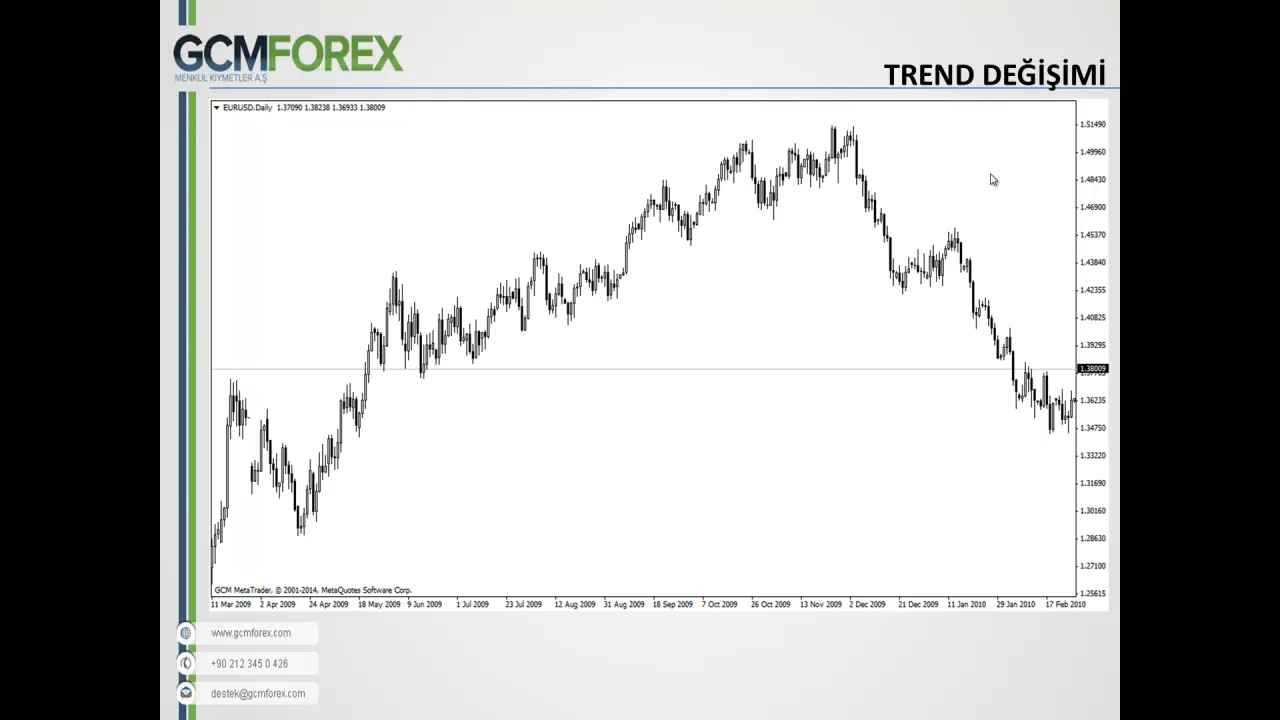 GCMFOREX
MENKUL KIYMETLER A.Ş
TREND DEĞİŞİMİ
EURUSD,Daily 1.37090 1.38238 1.36933 1.38009
1.51490
1.49960
1.48430
1.46900
1.45370
1.43840
1.42355
1.40825
1.39295
1.38009
1.36235
1.34750
1.33220
1.31690
1.30160
1.28630
1.27100
1.25615
GCM MetaTrader, © 2001-2014, MetaQuotes Software Corp.
11 Mar 2009 2 Apr 2009 24 Apr 2009 18 May 2009 9 Jun 2009 1 Jul 2009 23 Jul 2009 12 Aug 2009 31 Aug 2009 18 Sep 2009 7 Oct 2009 26 Oct 2009 13 Nov 2009 2 Dec 2009 21 Dec 2009 11 Jan 2010 29 Jan 2010 17 Feb 2010
www.gcmforex.com
+90 212 345 0 426
destek@gcmforex.com